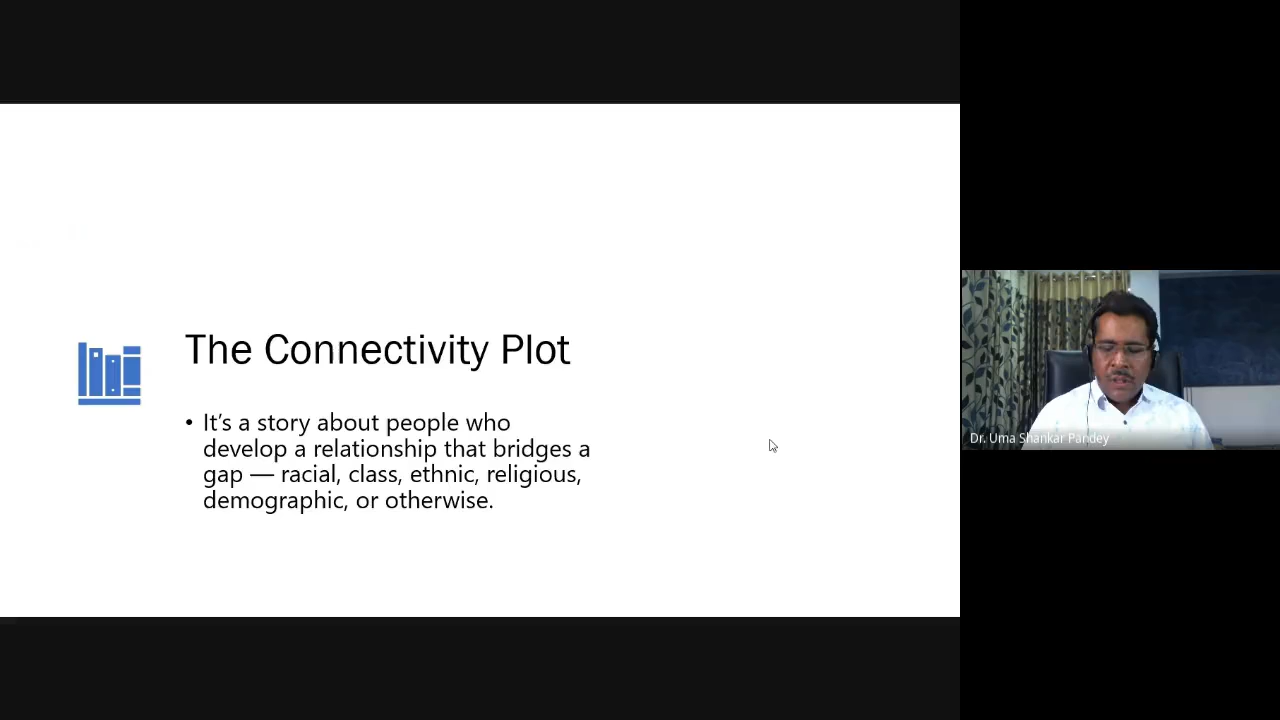 The Connectivity Plot
• It’s a story about people who
develop a relationship that bridges a
gap — racial, class, ethnic, religious,
demographic, or otherwise.
Dr. Uma Shankar Pandey